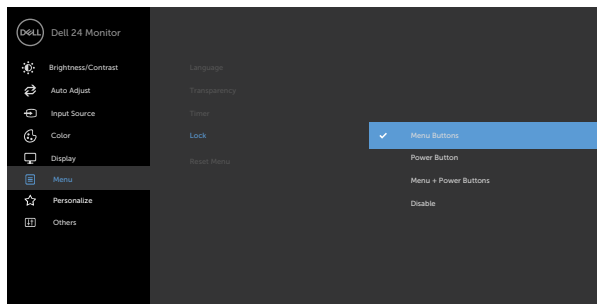 DELL Dell 24 Monitor
Brightness/Contrast
Auto Adjust
Input Source
Color
Display
Menu
Personalize
Others
Language
Transparency
Timer
Lock
Reset Menu
Menu Buttons
Power Button
Menu + Power Buttons
Disable